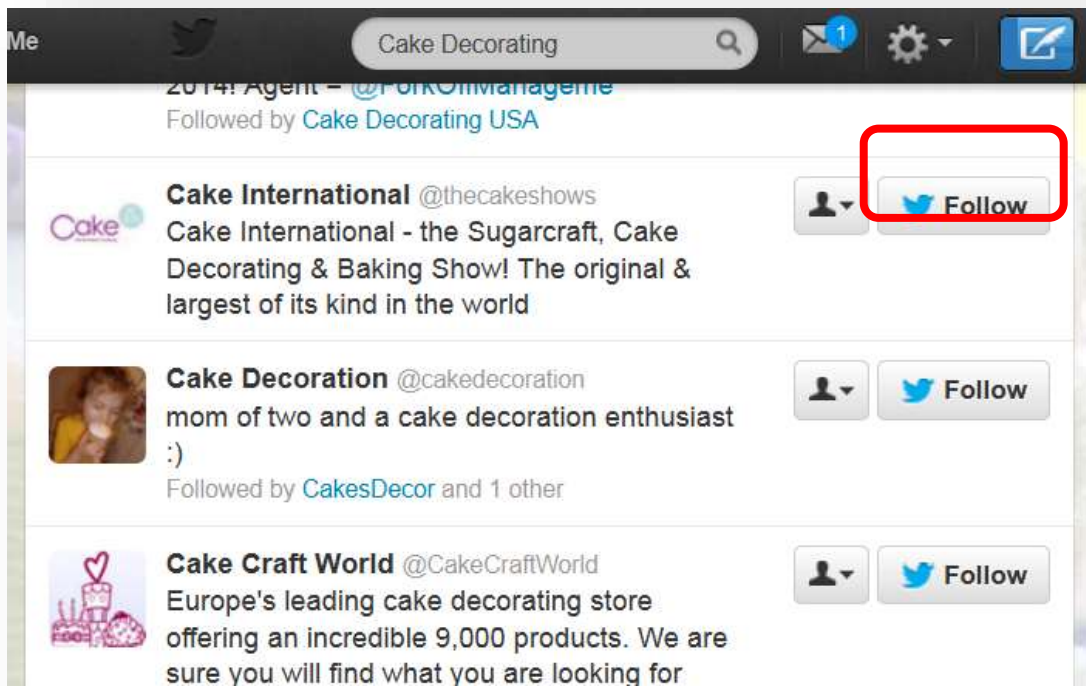 Me
Cake Decorating
1
2014! Agent – @ForkOffManageme
Followed by Cake Decorating USA
Cake International @thecakeshows
Follow
Cake
Cake International - the Sugarcraft, Cake
Decorating & Baking Show! The original &
largest of its kind in the world
Cake Decoration @cakedecoration
Follow
mom of two and a cake decoration enthusiast
:)
Followed by CakesDecor and 1 other
Cake Craft World @CakeCraftWorld
Follow
Europe's leading cake decorating store
offering an incredible 9,000 products. We are
sure you will find what you are looking for